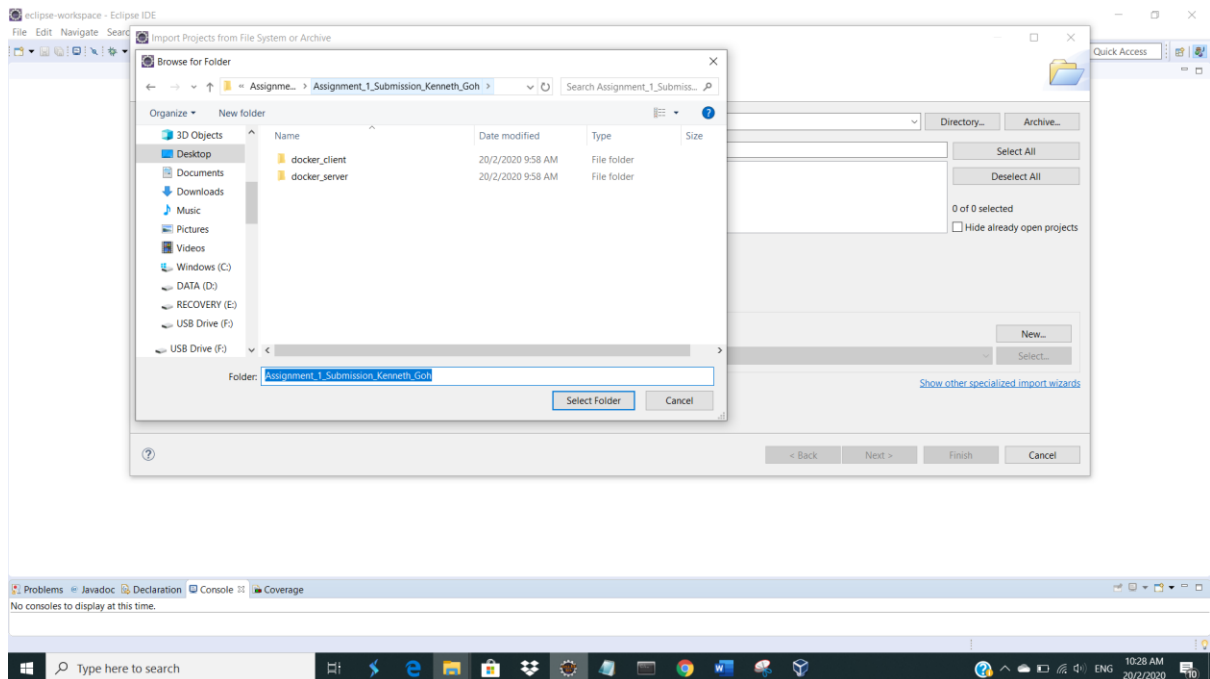 eclipse-workspace - Eclipse IDE
File Edit Navigate Searc
Import Projects from File System or Archive
Quick Access
Browse for Folder
« Assignme... > Assignment_1_Submission_Kenneth_Goh >
Search Assignment_1_Submiss...
Organize
New folder
Directory...
Archive...
3D Objects
Name
Date modified
Type
Size
Desktop
docker_client
20/2/2020 9:58 AM
File folder
Select All
Documents
docker_server
20/2/2020 9:58 AM
File folder
Deselect All
Downloads
Music
0 of 0 selected
Pictures
Hide already open projects
Videos
Windows (C:)
DATA (D:)
RECOVERY (E:)
USB Drive (F:)
New...
USB Drive (F:)
Select...
Folder: Assignment_1_Submission_Kenneth_Goh
Show other specialized import wizards
Select Folder
Cancel
< Back
Next >
Finish
Cancel
Problems
Javadoc
Declaration
Console
Coverage
No consoles to display at this time.
Type here to search
ENG
10:28 AM
20/2/2020
10